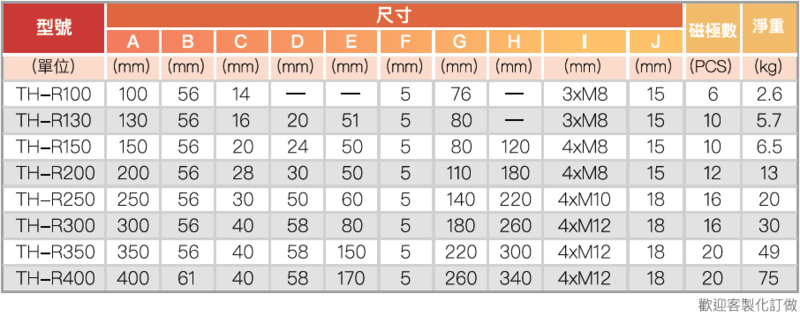 型號 尺寸 磁極數 淨重
A B C D E F G H I J
(單位) (mm) (mm) (mm) (mm) (mm) (mm) (mm) (mm) (mm) (mm) (PCS) (kg)
TH-R100 100 56 14 — — 5 76 — 3xM8 15 6 2.6
TH-R130 130 56 16 20 51 5 80 — 3xM8 15 10 5.7
TH-R150 150 56 20 24 50 5 80 120 4xM8 15 10 6.5
TH-R200 200 56 28 30 50 5 110 180 4xM8 15 12 13
TH-R250 250 56 30 50 60 5 140 220 4xM10 18 16 20
TH-R300 300 56 40 58 80 5 180 260 4xM12 18 16 30
TH-R350 350 56 40 58 150 5 220 300 4xM12 18 20 49
TH-R400 400 61 40 58 170 5 260 340 4xM12 18 20 75
歡迎客製化訂做